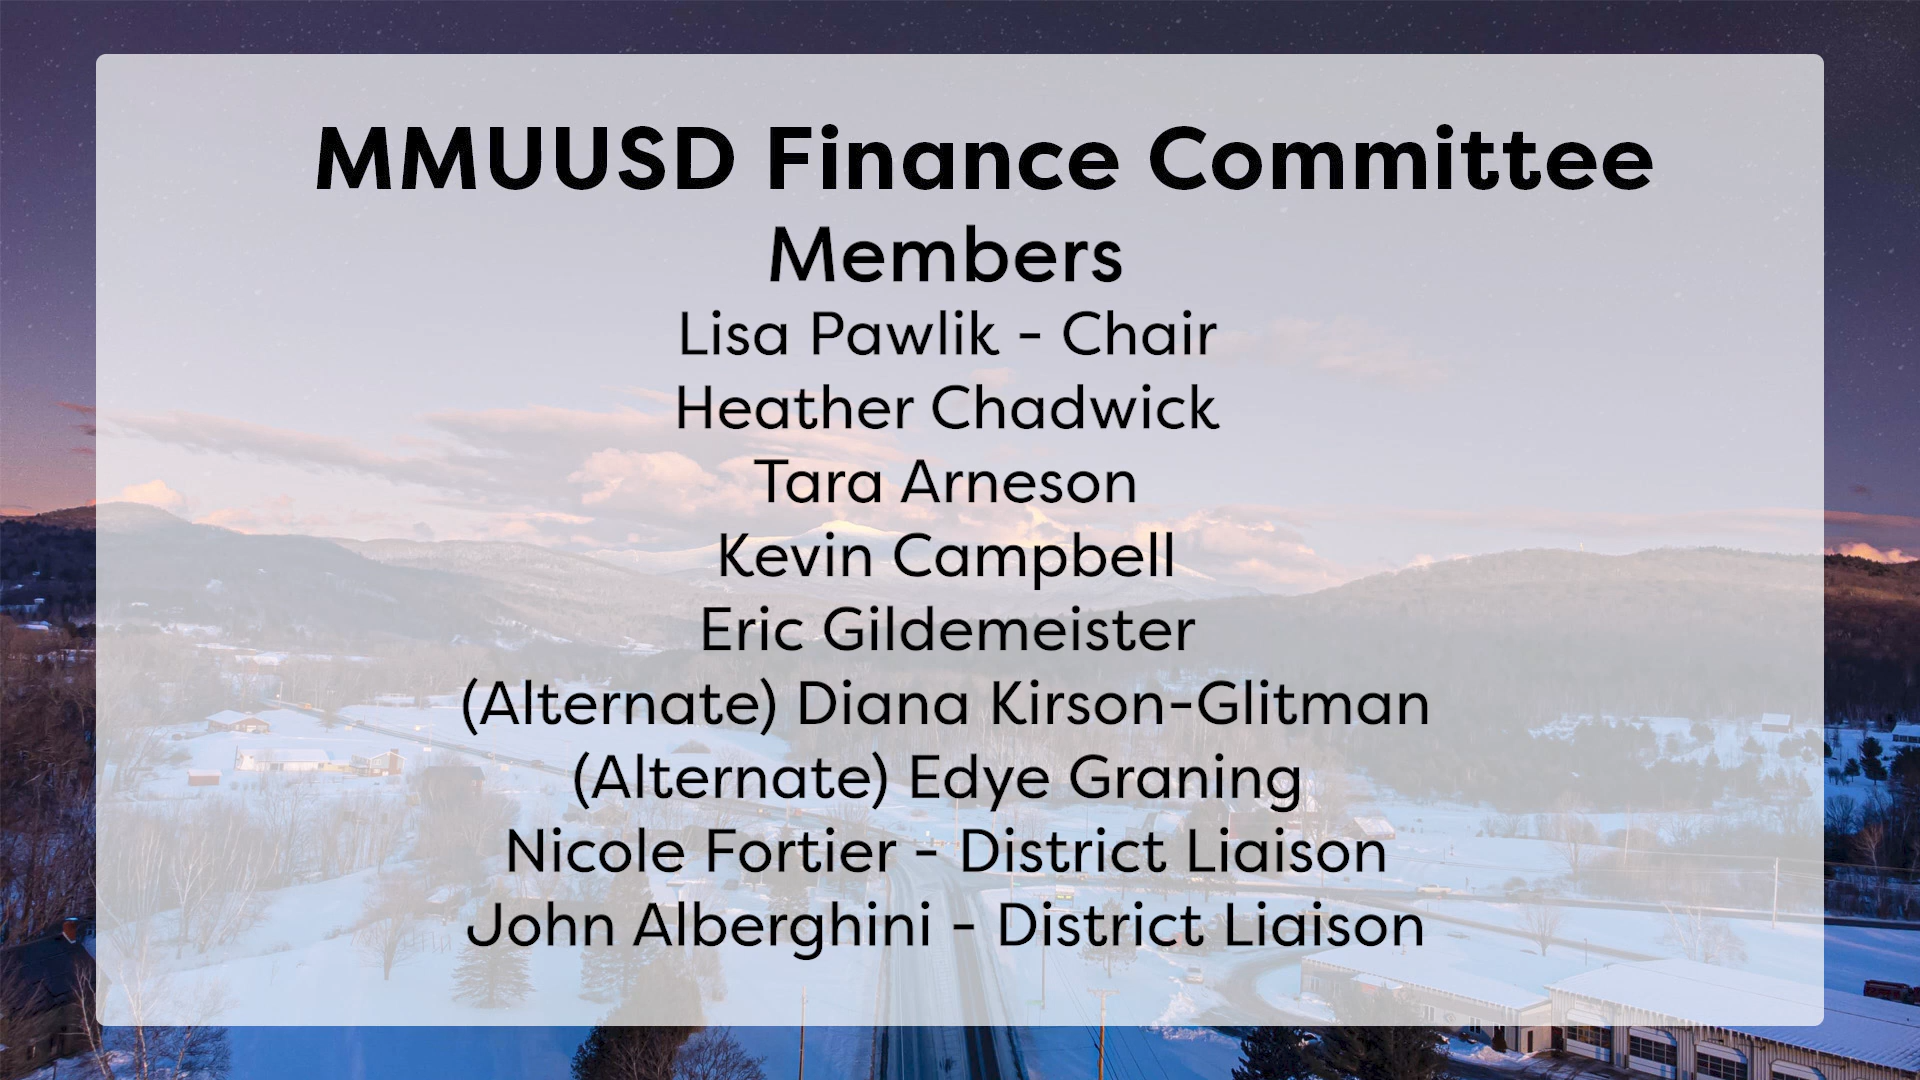 MMUUSD Finance Committee
Members
Lisa Pawlik - Chair
Heather Chadwick
Tara Arneson
Kevin Campbell
Eric Gildemeister
(Alternate) Diana Kirson-Glitman
(Alternate) Edye Graning
Nicole Fortier - District Liaison
John Alberghini - District Liaison